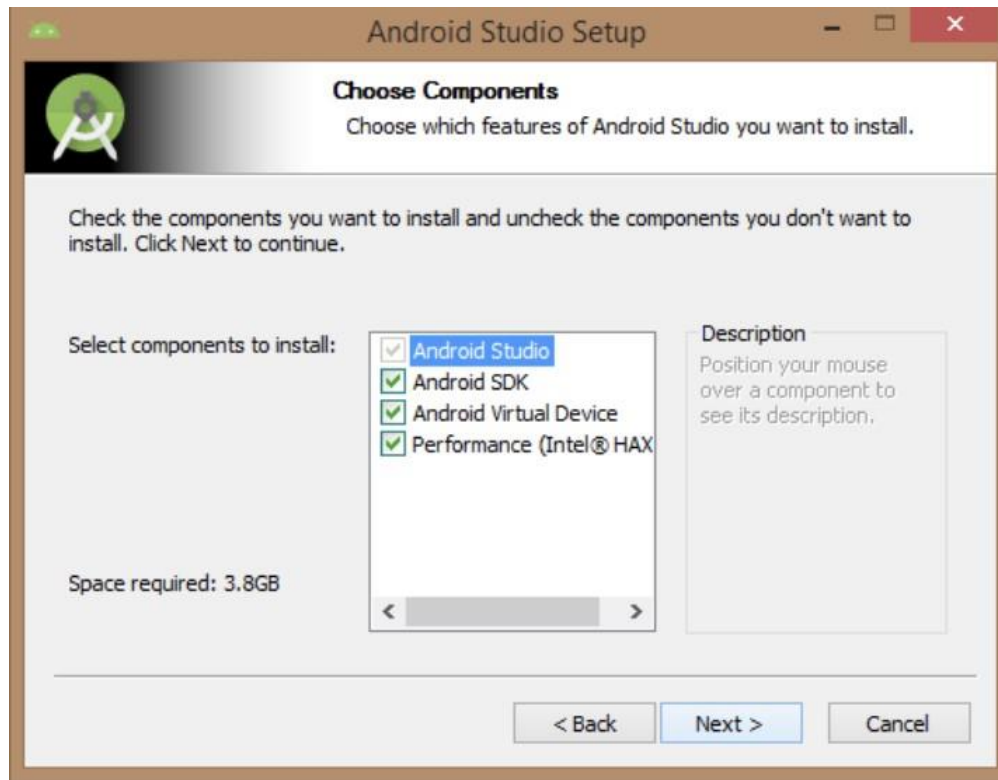 Android Studio Setup
Choose Components
Choose which features of Android Studio you want to install.
Check the components you want to install and uncheck the components you don't want to
install. Click Next to continue.
Select components to install:
Android Studio
Android SDK
Android Virtual Device
Performance (Intel® HAX
Description
Position your mouse
over a component to
see its description.
Space required: 3.8GB
< Back
Next >
Cancel